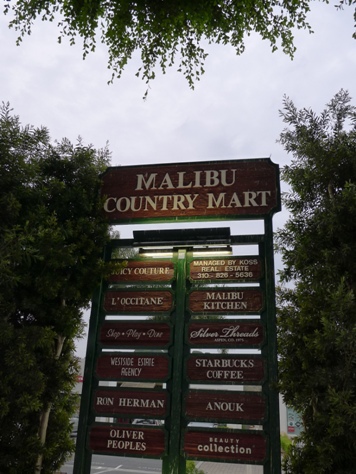 MALIBU
COUNTRY MART
JUICY COUTURE
MANAGED BY KOSS
REAL ESTATE
310-826-5636
L'OCCITANE
MALIBU
KITCHEN
Shop • Play • Dine
Silver Threads
WESTSIDE ESTATE
AGENCY
STARBUCKS
COFFEE
RON HERMAN
ANOUK
OLIVER
PEOPLES
BEAUTY
collection